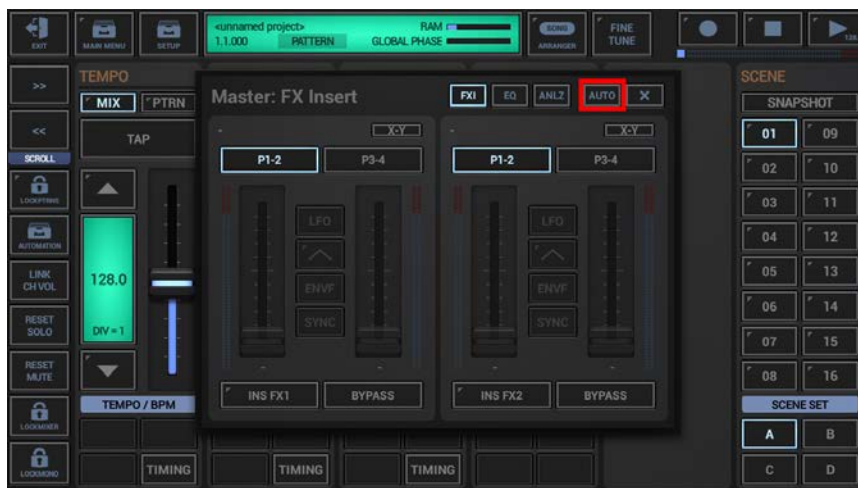 <unnamed project>
RAM
SONG
FINE
TUNE
EXIT
MAIN MENU
SETUP
1.1.000
PATTERN
GLOBAL PHASE
ARRANGER
128
>>
TEMPO
SCENE
MIX
PTRN
Master: FX Insert
FXI
EQ
ANLZ
AUTO
X
SNAPSHOT
<<
TAP
-
X-Y
-
X-Y
01
09
SCROLL
P1-2
P3-4
P1-2
P3-4
02
10
LOCKPTRNS
03
11
LFO
LFO
AUTOMATION
04
12
LINK
CH VOL
128.0
ENVF
ENVF
05
13
RESET
SOLO
DIV = 1
SYNC
SYNC
06
14
07
15
RESET
MUTE
-
-
-
-
INS FX1
BYPASS
INS FX2
BYPASS
08
16
TEMPO / BPM
SCENE SET
LOCKMIXER
A
B
LOCKMONO
TIMING
TIMING
TIMING
C
D